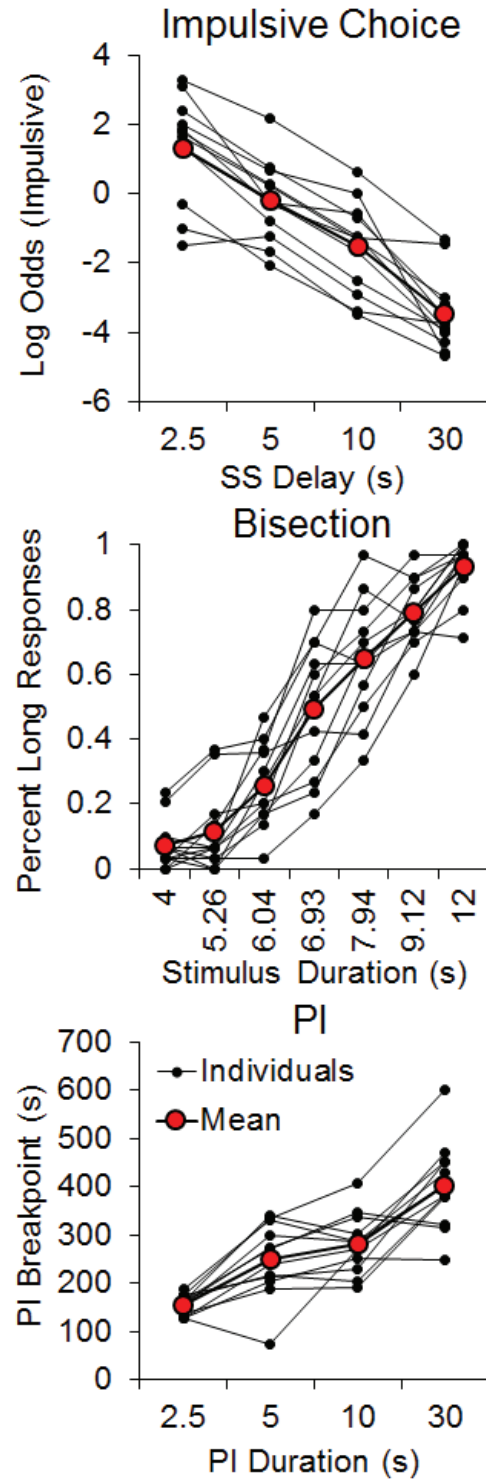 Impulsive Choice
Log Odds (Impulsive)
4
2
0
-2
-4
-6
2.5 5 10 30
SS Delay (s)
Bisection
Percent Long Responses
1
0.8
0.6
0.4
0.2
0
4 5.26 6.04 6.93 7.94 9.12 12
Stimulus Duration (s)
PI
PI Breakpoint (s)
700
600
500
400
300
200
100
0
Individuals
Mean
2.5 5 10 30
PI Duration (s)